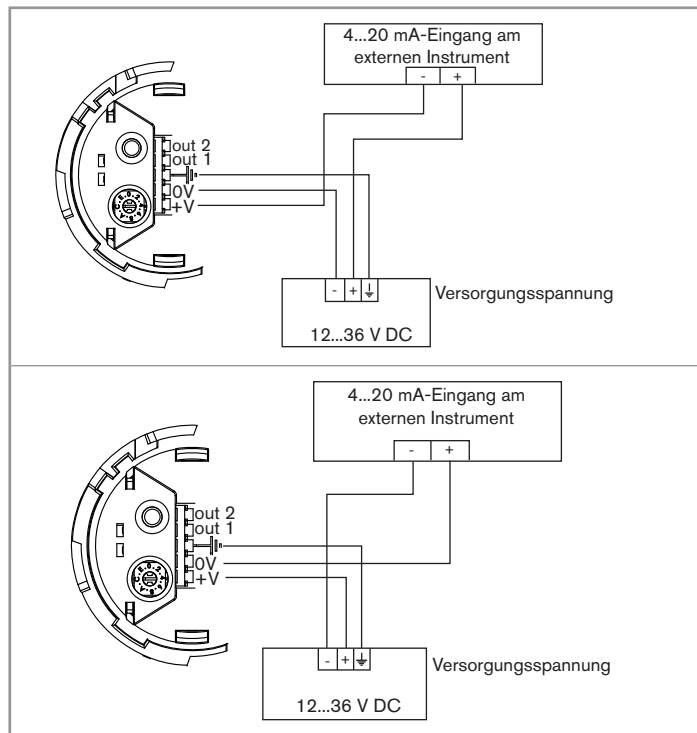 4...20 mA-Eingang am
externen Instrument
- +
out 2
out 1
0V
+V
- +
Versorgungsspannung
12...36 V DC
4...20 mA-Eingang am
externen Instrument
- +
out 2
out 1
0V
+V
- +
Versorgungsspannung
12...36 V DC